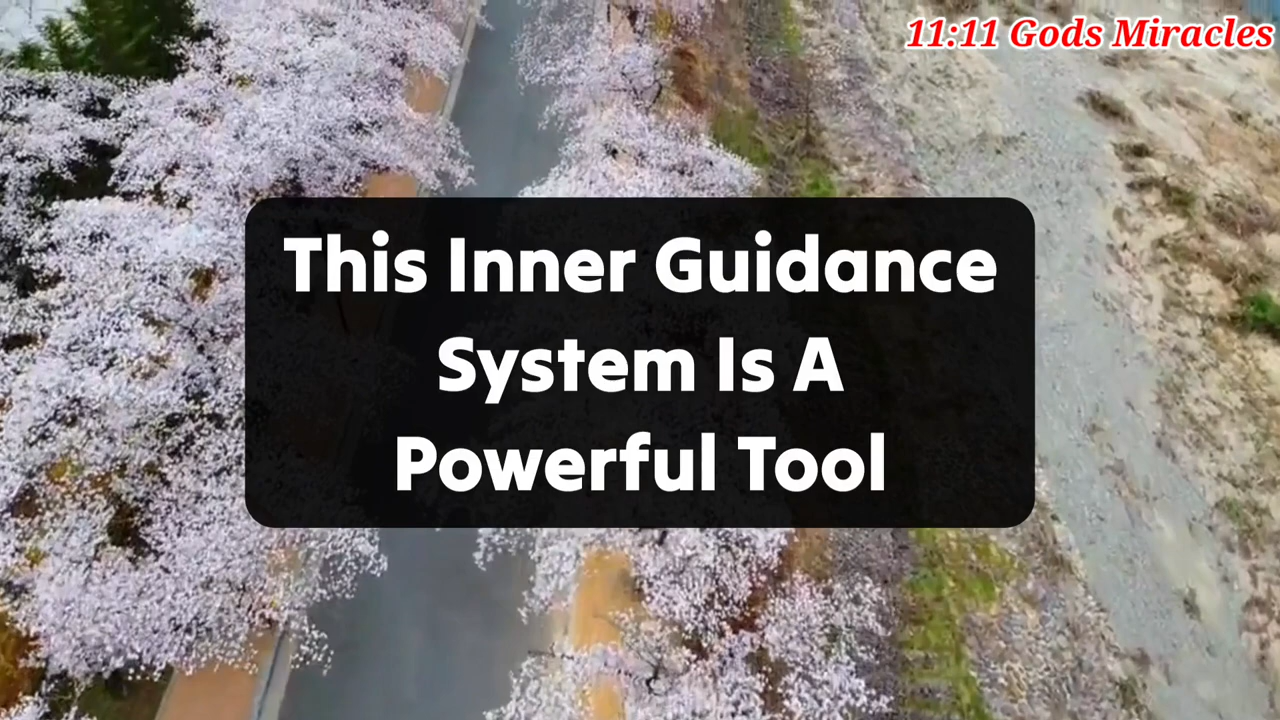 11:11 Gods Miracles
This Inner Guidance
System Is A
Powerful Tool